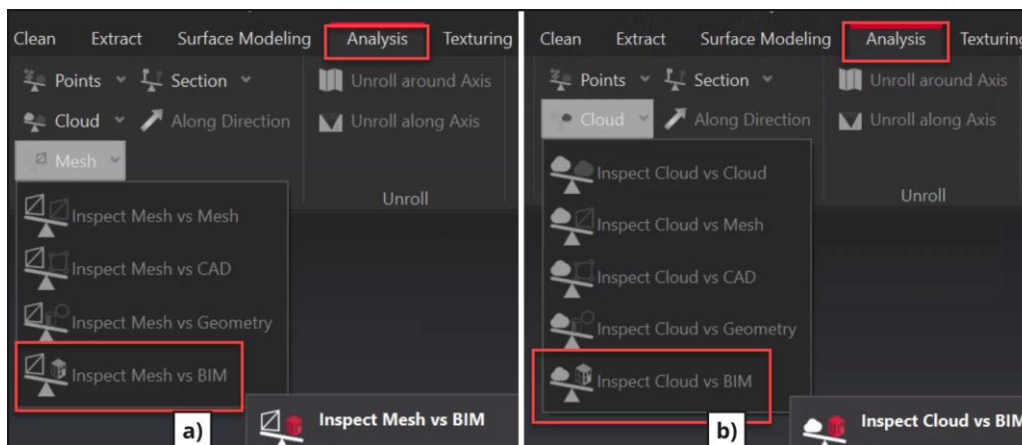 Clean Extract Surface Modeling Analysis Texturing
Points Section Unroll around Axis
Cloud Along Direction Unroll along Axis
Mesh
Unroll
Inspect Mesh vs Mesh
Inspect Mesh vs CAD
Inspect Mesh vs Geometry
Inspect Mesh vs BIM
a)
Inspect Mesh vs BIM
Clean Extract Surface Modeling Analysis Texturing
Points Section Unroll around Axis
Cloud Along Direction Unroll along Axis
Unroll
Inspect Cloud vs Cloud
Inspect Cloud vs Mesh
Inspect Cloud vs CAD
Inspect Cloud vs Geometry
Inspect Cloud vs BIM
b)
Inspect Cloud vs BIM